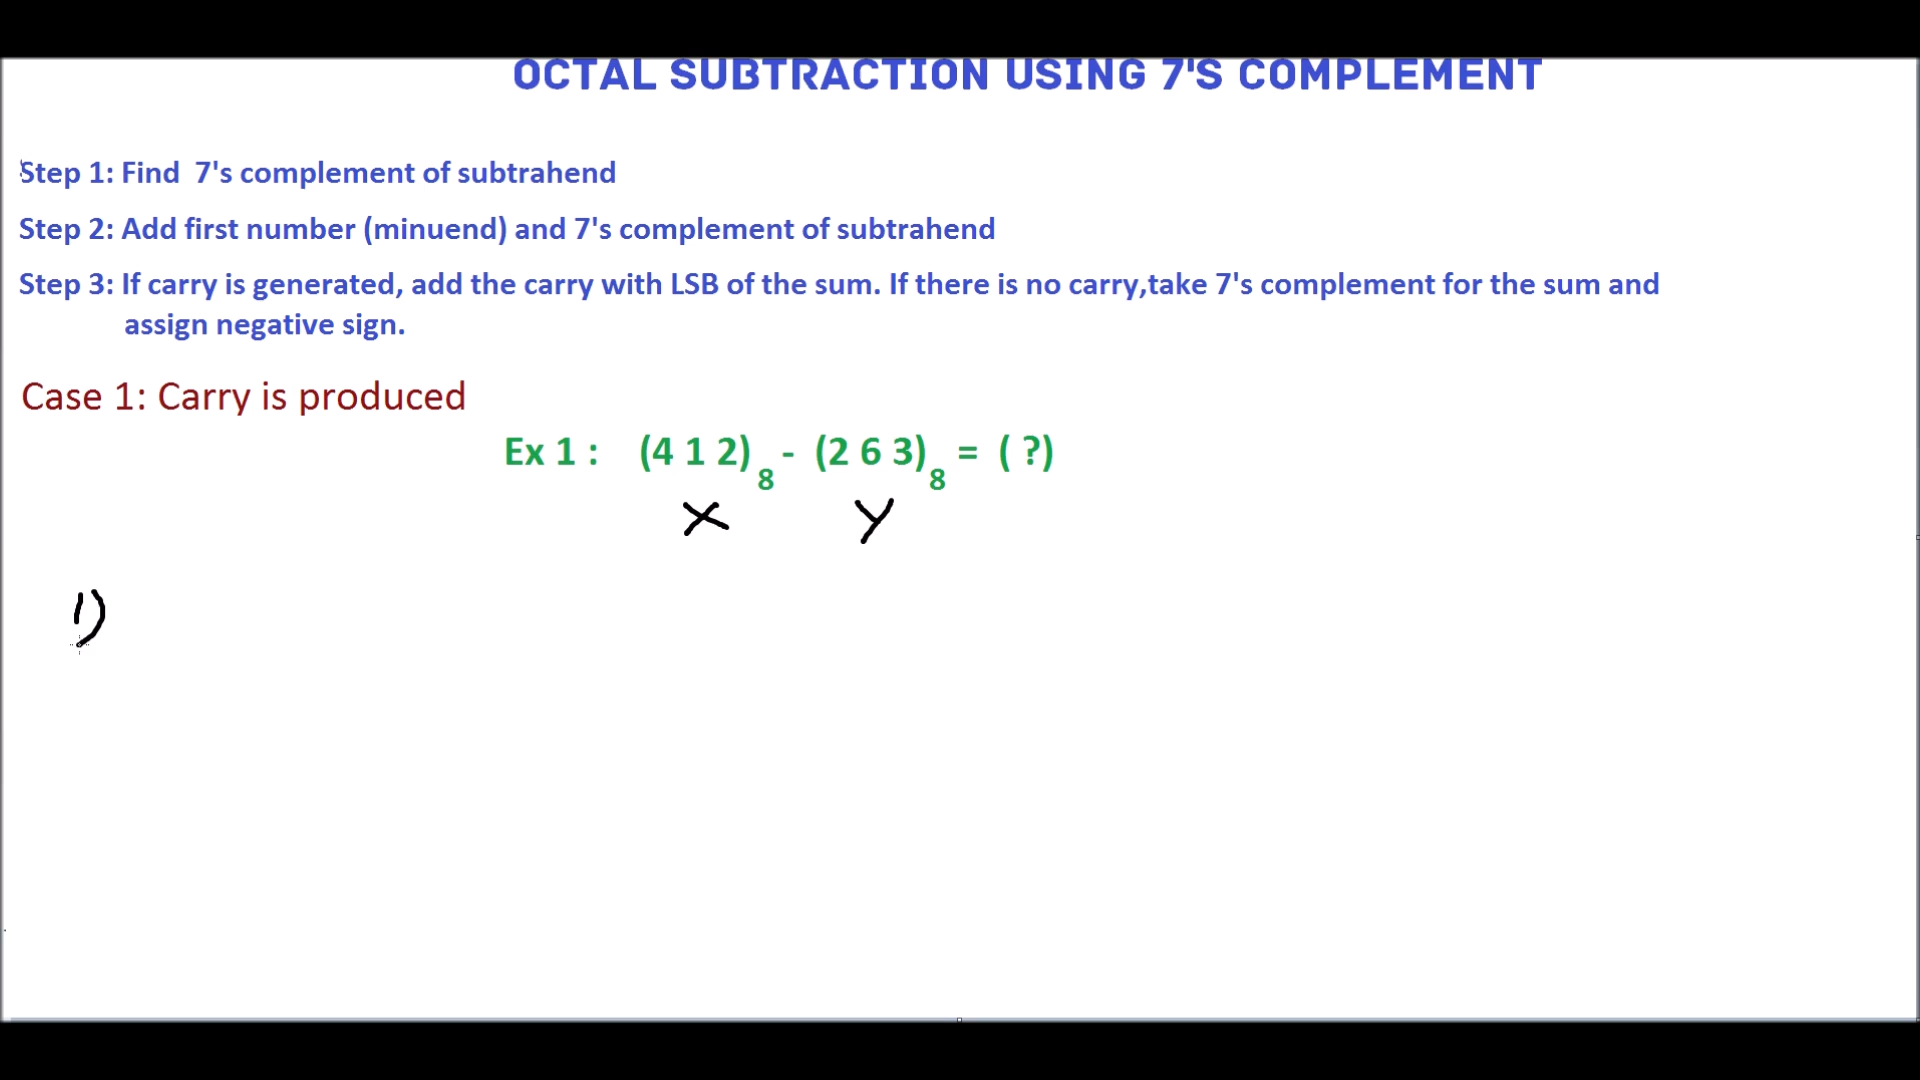 OCTAL SUBTRACTION USING 7'S COMPLEMENT
Step 1: Find 7's complement of subtrahend
Step 2: Add first number (minuend) and 7's complement of subtrahend
Step 3: If carry is generated, add the carry with LSB of the sum. If there is no carry,take 7's complement for the sum and
assign negative sign.
Case 1: Carry is produced
Ex 1 : (4 1 2)8 - (2 6 3)8 = ( ?)
X y
1)